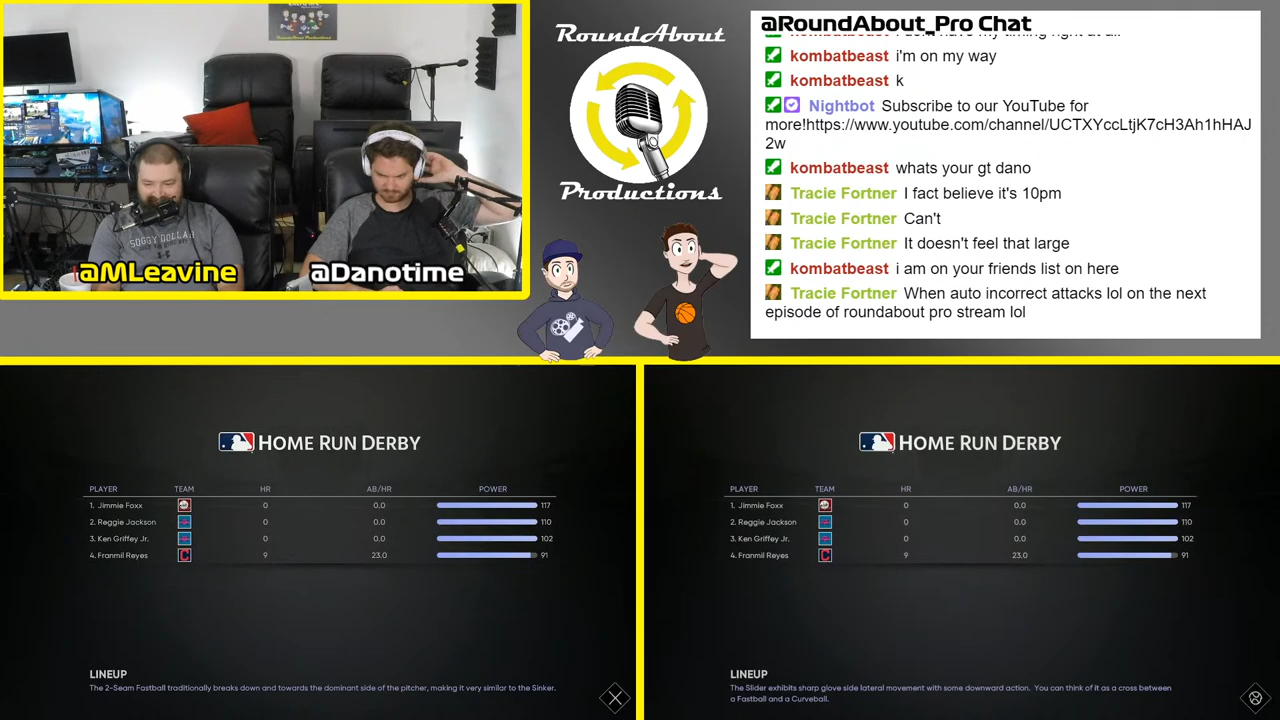 RoundAbout
Productions
SOGGY DOLLAR
@MLeavine
@Danotime
@RoundAbout_Pro Chat
kombatbeast i'm on my way
kombatbeast k
Nightbot Subscribe to our YouTube for
more!https://www.youtube.com/channel/UCTXYccLtjK7cH3Ah1hHAJ
2w
kombatbeast whats your gt dano
Tracie Fortner I fact believe it's 10pm
Tracie Fortner Can't
Tracie Fortner It doesn't feel that large
kombatbeast i am on your friends list on here
Tracie Fortner When auto incorrect attacks lol on the next
episode of roundabout pro stream lol
HOME RUN DERBY
PLAYER TEAM HR AB/HR POWER
1. Jimmie Foxx 0 0.0 117
2. Reggie Jackson 0 0.0 110
3. Ken Griffey Jr. 0 0.0 102
4. Franmil Reyes 9 23.0 91
LINEUP
The 2-Seam Fastball traditionally breaks down and towards the dominant side of the pitcher, making it very similar to the Sinker.
HOME RUN DERBY
PLAYER TEAM HR AB/HR POWER
1. Jimmie Foxx 0 0.0 117
2. Reggie Jackson 0 0.0 110
3. Ken Griffey Jr. 0 0.0 102
4. Franmil Reyes 9 23.0 91
LINEUP
The Slider exhibits sharp glove side lateral movement with some downward action. You can think of it as a cross between
a Fastball and a Curveball.